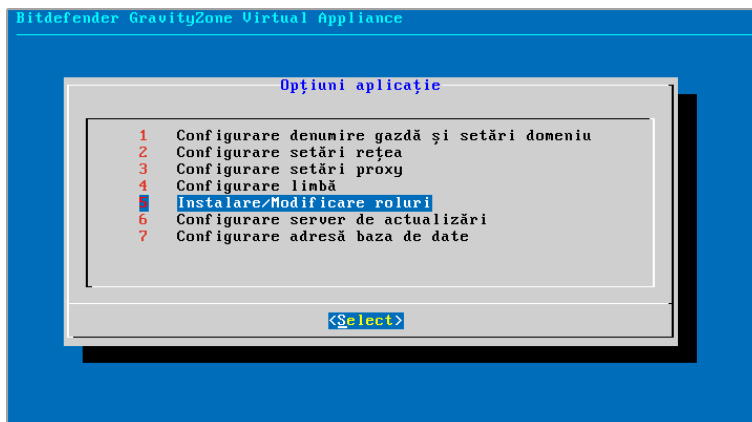 Bitdefender GravityZone Virtual Appliance
Opțiuni aplicație
1 Configurare denumire gazdă și setări domeniu
2 Configurare setări rețea
3 Configurare setări proxy
4 Configurare limbă
5 Instalare/Modificare roluri
6 Configurare server de actualizări
7 Configurare adresă baza de date
<Select>